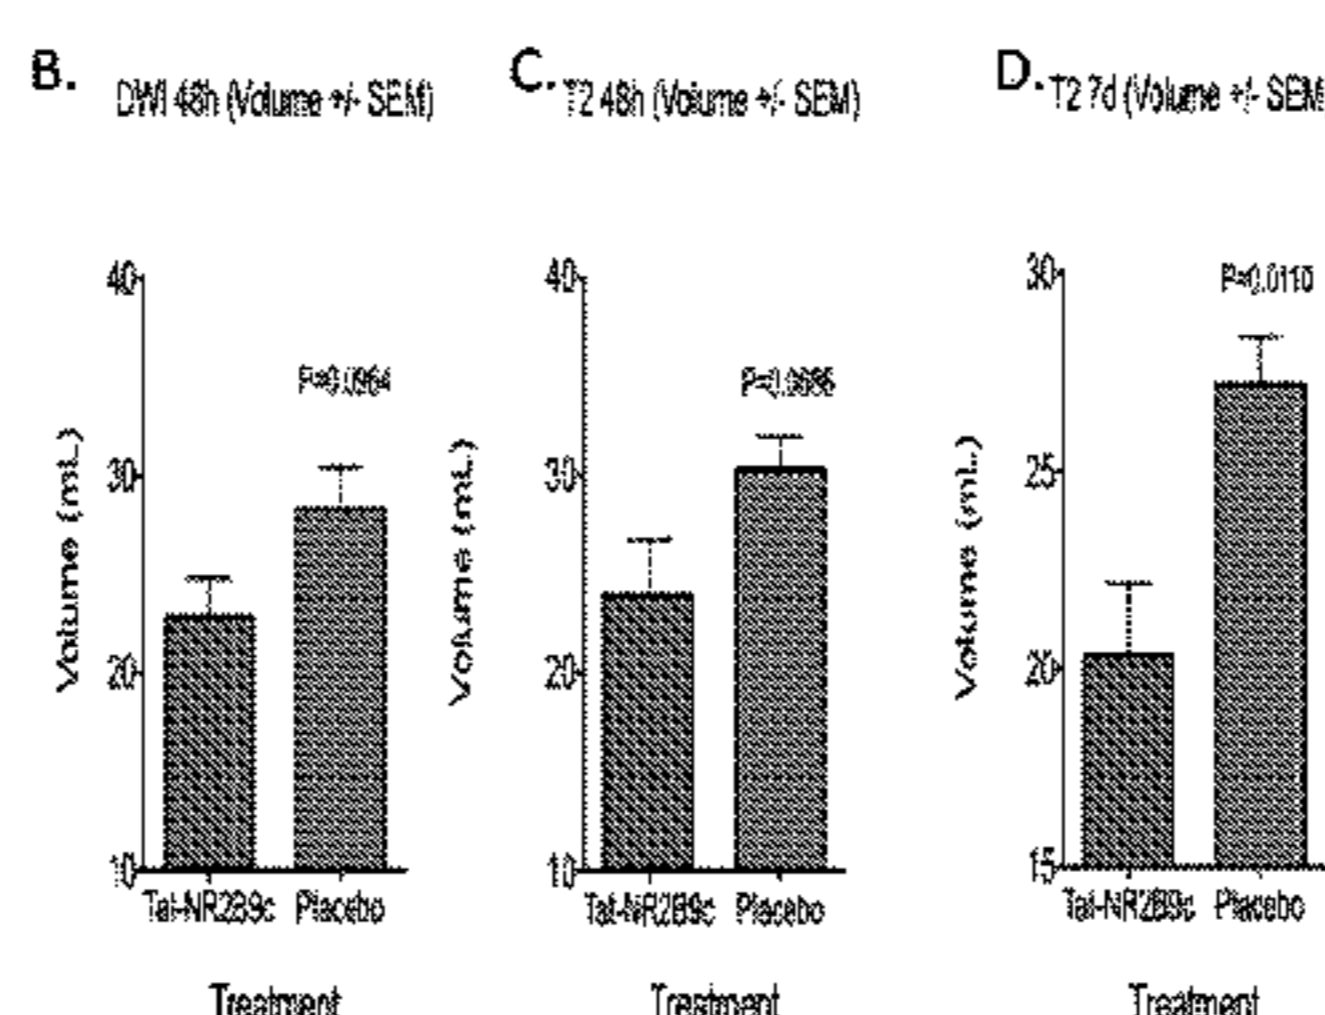 B.
DWI 48h (Volume +/- SEM)
40
30
20
10
Volume (mL)
P=0.0964
Tat-NR2B9c Placebo
Treatment
C.
T2 48h (Volume +/- SEM)
40
30
20
10
Volume (mL)
Tat-NR2B9c Placebo
Treatment
D.
T2 7d (Volume +/- SEM)
30
25
20
15
Volume (mL)
P=0.0110
Tat-NR2B9c Placebo
Treatment